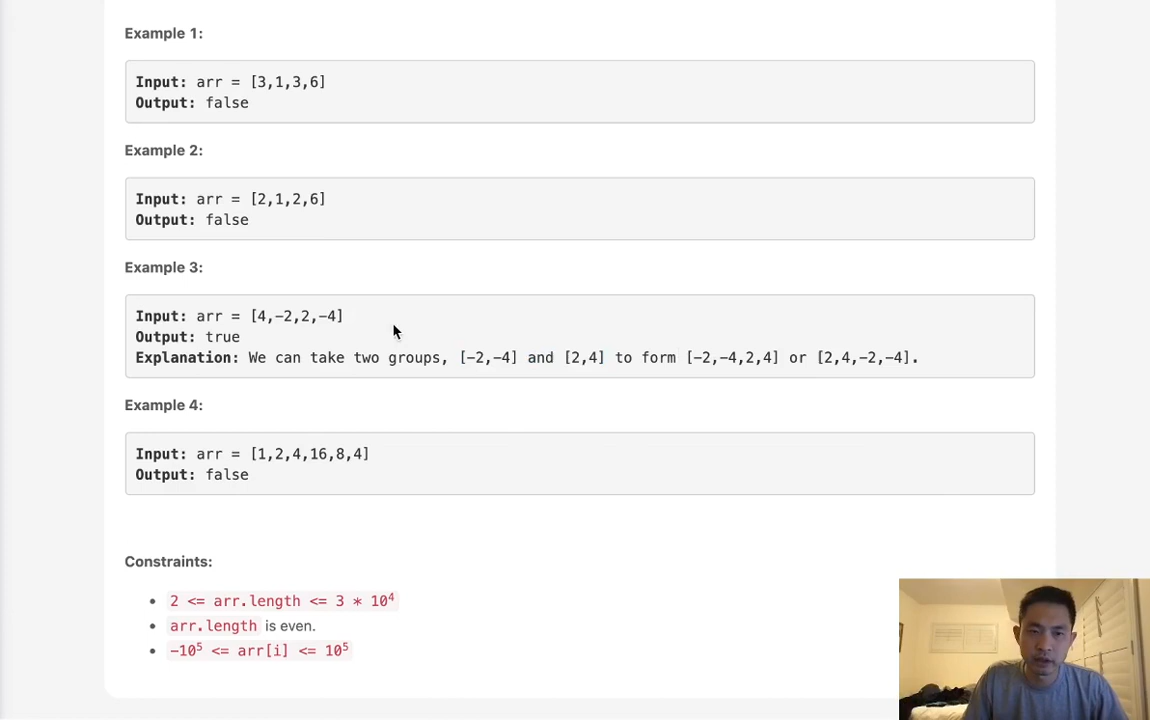 Example 1:
Input: arr = [3,1,3,6]
Output: false
Example 2:
Input: arr = [2,1,2,6]
Output: false
Example 3:
Input: arr = [4,−2,2,−4]
Output: true
Explanation: We can take two groups, [−2,−4] and [2,4] to form [−2,−4,2,4] or [2,4,−2,−4].
Example 4:
Input: arr = [1,2,4,16,8,4]
Output: false
Constraints:
• 2 <= arr.length <= 3 * 10⁴
• arr.length is even.
• −10⁵ <= arr[i] <= 10⁵